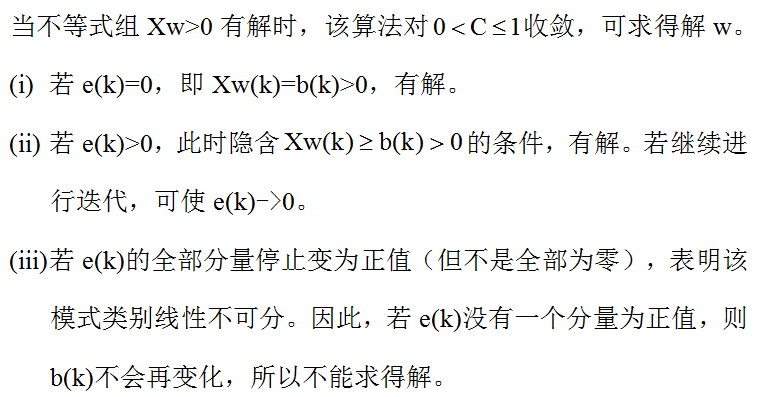 当不等式组 Xw>0 有解时，该算法对 0 < C ≤ 1 收敛，可求得解 w。
(i) 若 e(k)=0，即 Xw(k)=b(k)>0，有解。
(ii) 若 e(k)>0，此时隐含 Xw(k) ≥ b(k) > 0 的条件，有解。若继续进
行迭代，可使 e(k)->0。
(iii)若 e(k)的全部分量停止变为正值（但不是全部为零），表明该
模式类别线性不可分。因此，若 e(k)没有一个分量为正值，则
b(k)不会再变化，所以不能求得解。